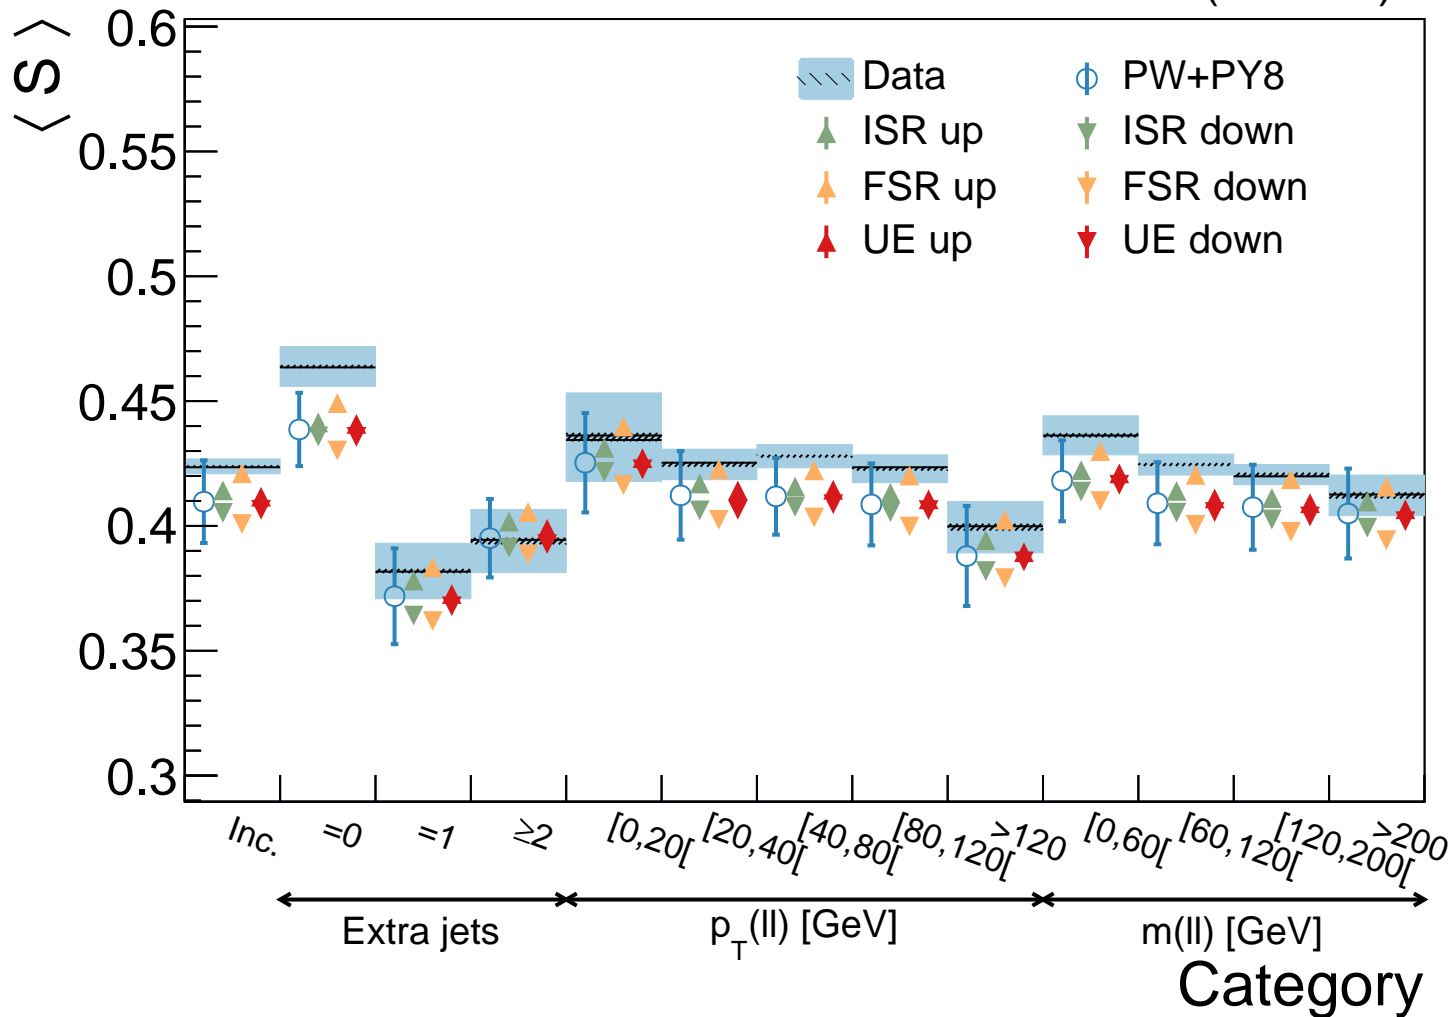 0.6
0.55
0.5
0.45
0.4
0.35
0.3
⟨ S ⟩
Data
PW+PY8
ISR up
ISR down
FSR up
FSR down
UE up
UE down
Inc.
=0
=1
≥2
[0,20[
[20,40[
[40,80[
[80,120[
>120
[0,60[
[60,120[
[120,200[
>200
Extra jets
p_T(ll) [GeV]
m(ll) [GeV]
Category